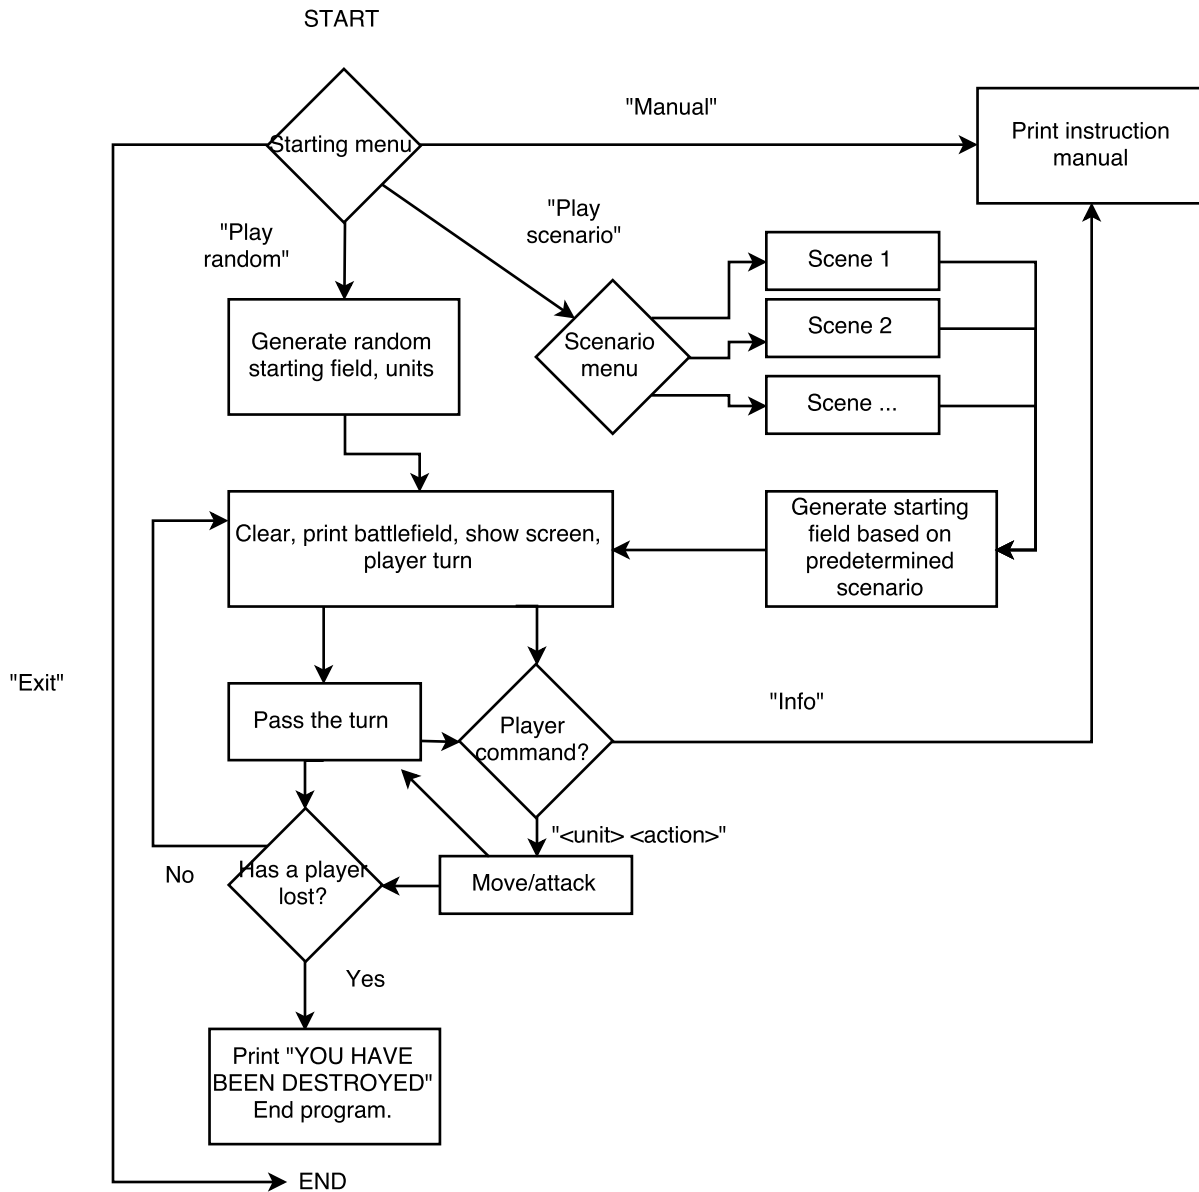 START
"Manual"
Starting menu
Print instruction
manual
"Play
scenario"
"Play
random"
Scene 1
Scene 2
Scenario
menu
Generate random
starting field, units
Scene ...
Clear, print battlefield, show screen,
player turn
Generate starting
field based on
predetermined
scenario
"Exit"
"Info"
Pass the turn
Player
command?
"<unit> <action>"
No
Has a player
lost?
Move/attack
Yes
Print "YOU HAVE
BEEN DESTROYED"
End program.
END